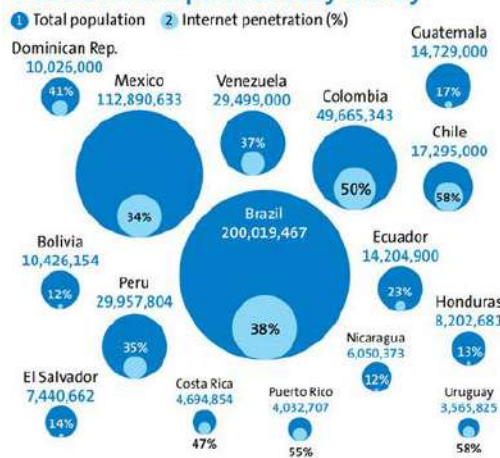 1 Total population 2 Internet penetration (%)
Dominican Rep.
10,026,000
41%
Mexico
112,890,633
34%
Venezuela
29,499,000
37%
Colombia
49,665,343
50%
Guatemala
14,729,000
17%
Chile
17,295,000
58%
Brazil
200,019,467
38%
Bolivia
10,426,154
12%
Peru
29,957,804
35%
Ecuador
14,204,900
23%
Honduras
8,202,681
13%
Nicaragua
6,050,373
12%
El Salvador
7,440,662
14%
Costa Rica
4,694,854
47%
Puerto Rico
4,032,707
55%
Uruguay
3,565,825
58%